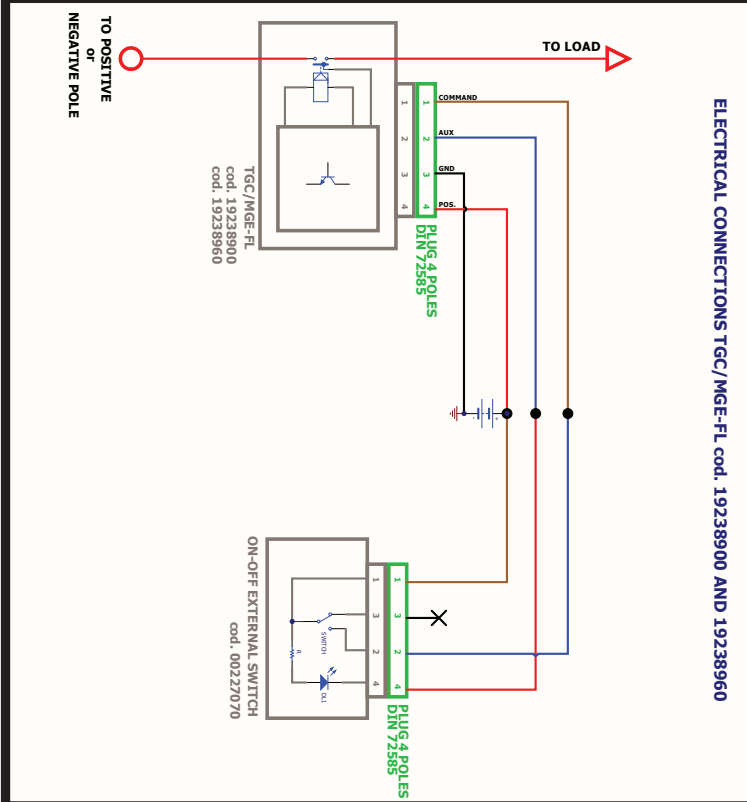 ELECTRICAL CONNECTIONS TGC/MGE-FL cod. 19238900 AND 19238960
TO POSITIVE
or
NEGATIVE POLE
TO LOAD
TGC/MGE-FL
cod. 19238900
cod. 19238960
1
2
3
4
1
2
3
4
COMMAND
AUX
GND
POS.
PLUG 4 POLES
DIN 72585
- +
ON-OFF EXTERNAL SWITCH
cod. 00227070
SWITCH
R
DL1
1
3
2
4
1
3
2
4
PLUG 4 POLES
DIN 72585